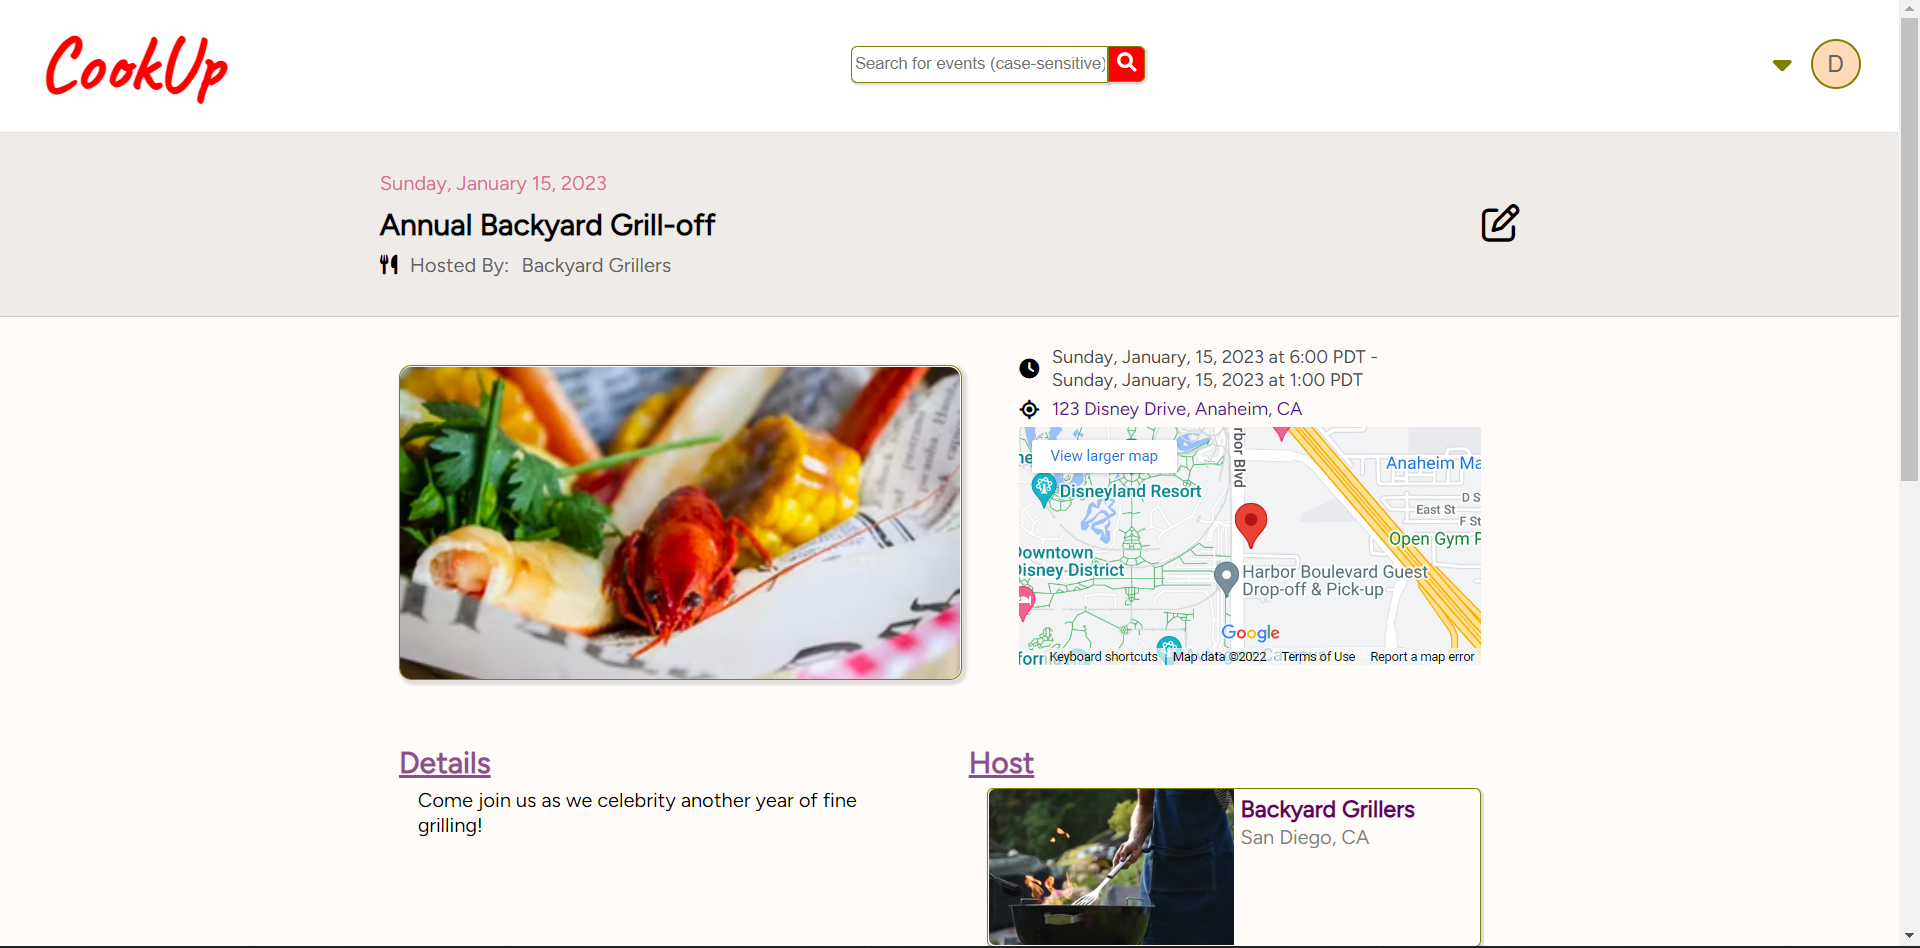 CookUp
Search for events (case-sensitive)
D
Sunday, January 15, 2023
Annual Backyard Grill-off
Hosted By: Backyard Grillers
Sunday, January, 15, 2023 at 6:00 PDT -
Sunday, January, 15, 2023 at 1:00 PDT
123 Disney Drive, Anaheim, CA
View larger map
rbor Blvd
Anaheim Ma
Disneyland Resort
D S
East St
F St
Open Gym F
Downtown
Disney District
Harbor Boulevard Guest
Drop-off & Pick-up
Google
forn
Keyboard shortcuts
Map data ©2022
Terms of Use
Report a map error
Details
Come join us as we celebrity another year of fine
grilling!
Host
Backyard Grillers
San Diego, CA